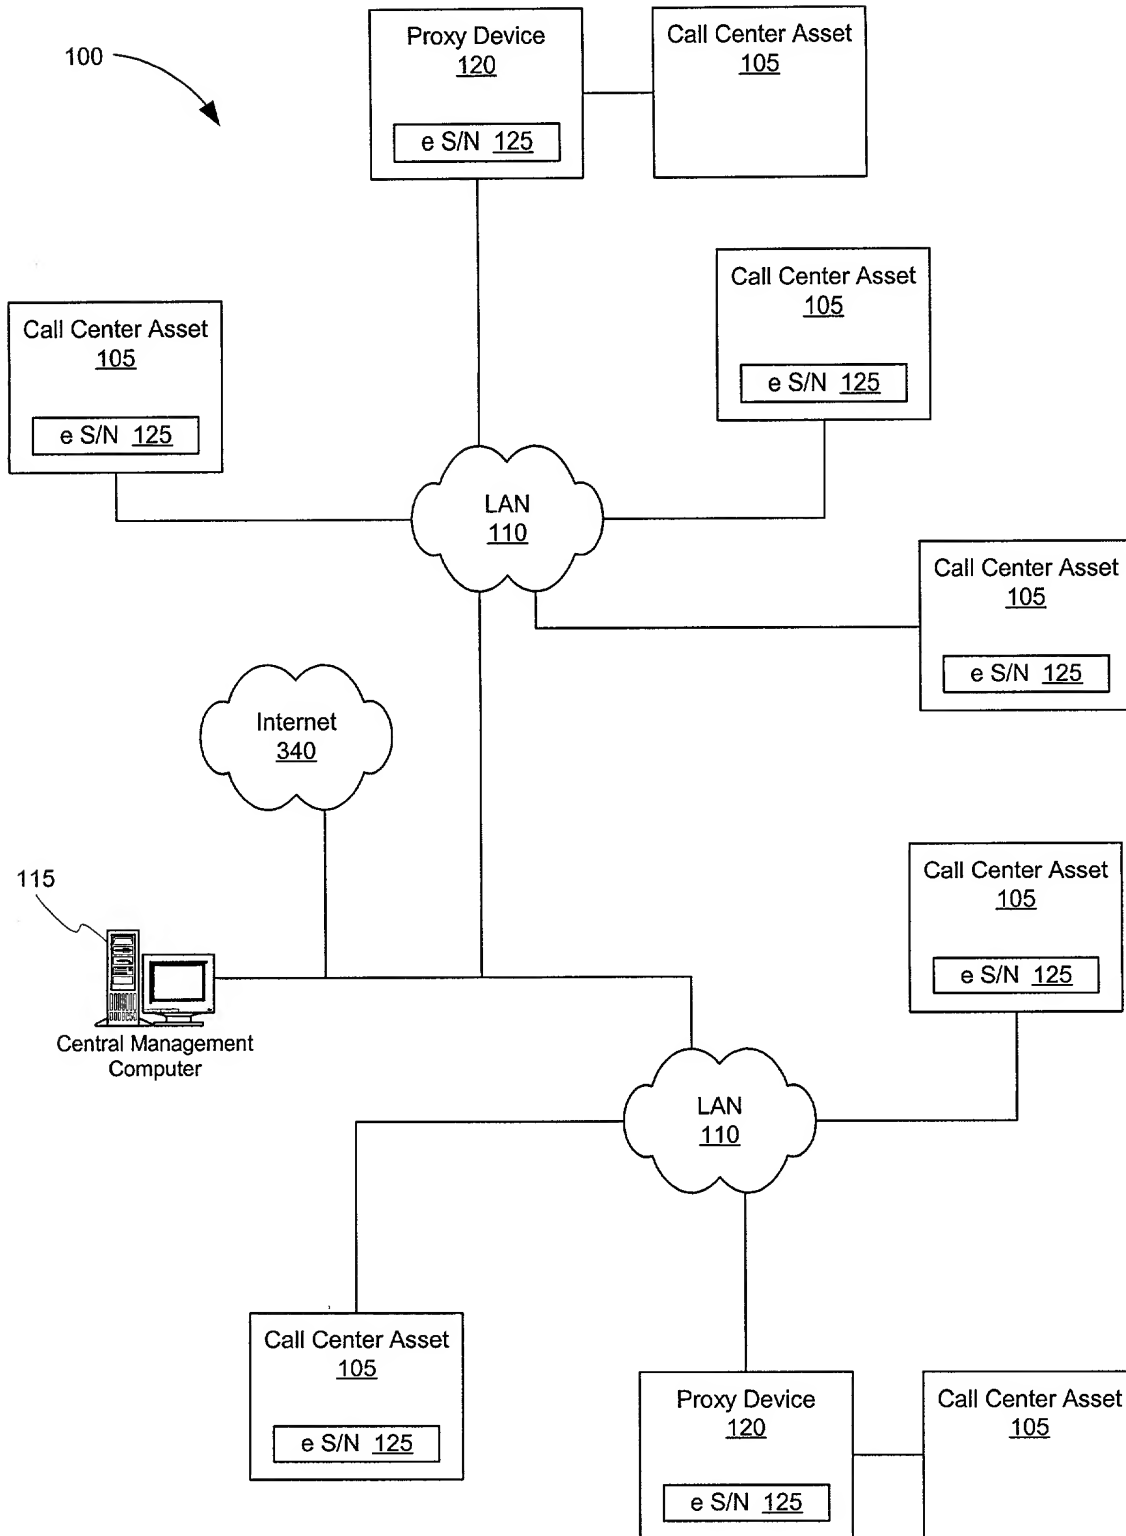 100
Proxy Device
120
e S/N 125
Call Center Asset
105
Call Center Asset
105
e S/N 125
Call Center Asset
105
e S/N 125
LAN
110
Call Center Asset
105
e S/N 125
Internet
340
115
Central Management
Computer
Call Center Asset
105
e S/N 125
LAN
110
Call Center Asset
105
e S/N 125
Proxy Device
120
e S/N 125
Call Center Asset
105